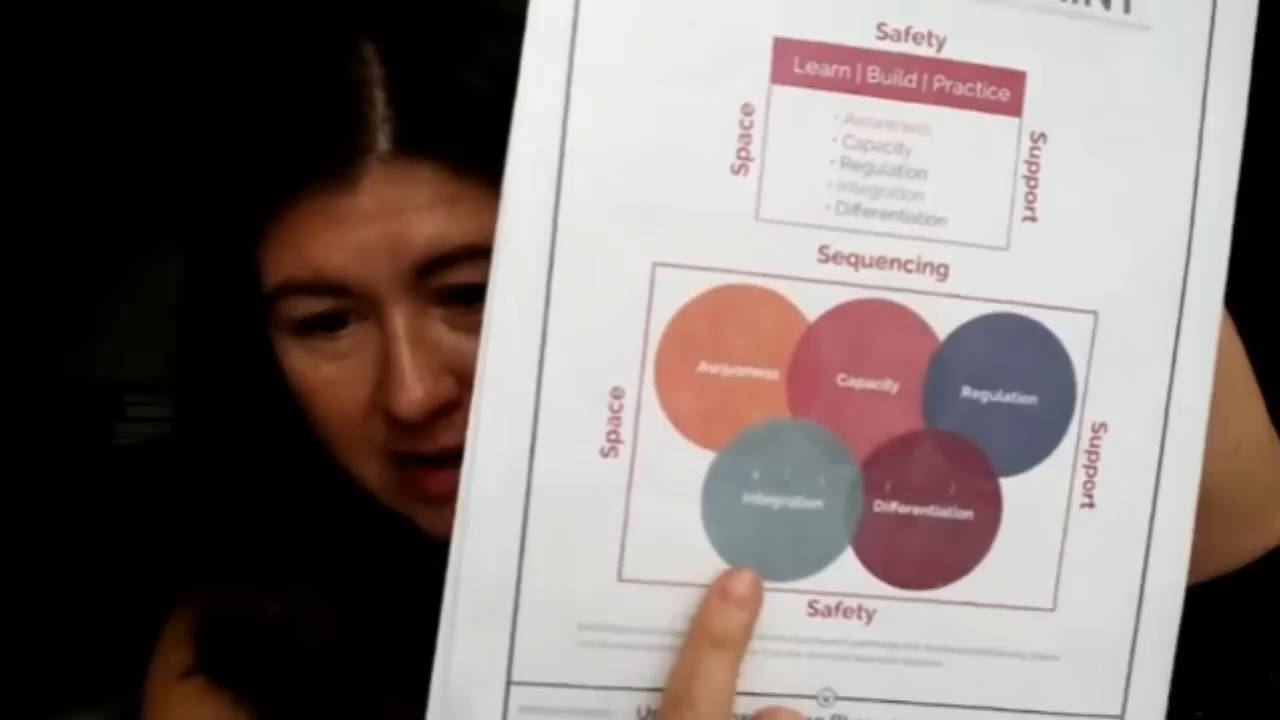 Safety
Learn | Build | Practice
Space
• Awareness
• Capacity
• Regulation
• Integration
• Differentiation
Support
Sequencing
Awareness
Capacity
Regulation
Space
Support
Integration
Differentiation
Safety